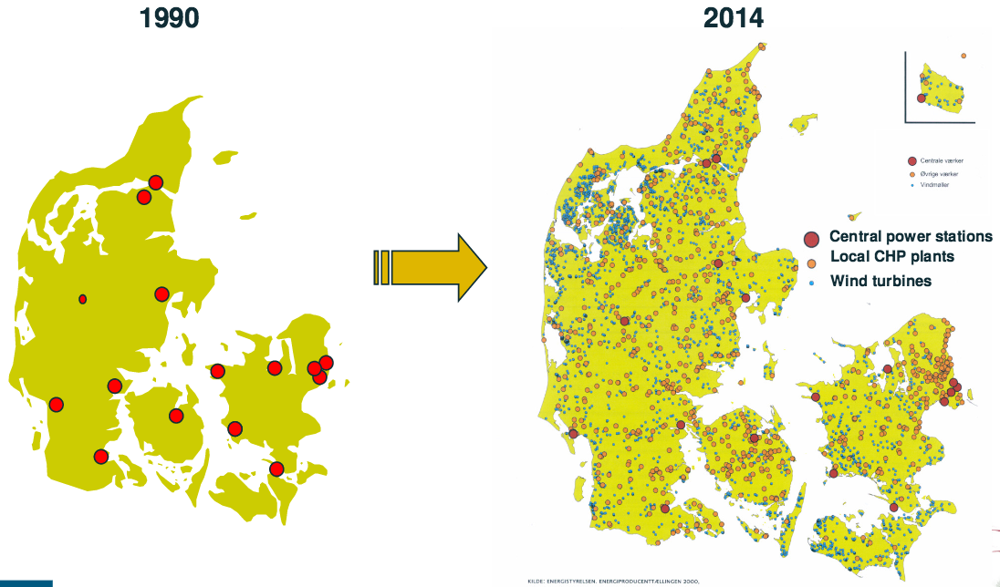 1990
2014
Centrale værker
Øvrige værker
Vindmøller
Central power stations
Local CHP plants
Wind turbines
KILDE: ENERGISTYRELSEN. ENERGIPRODUCENTTÆLLINGEN 2000,